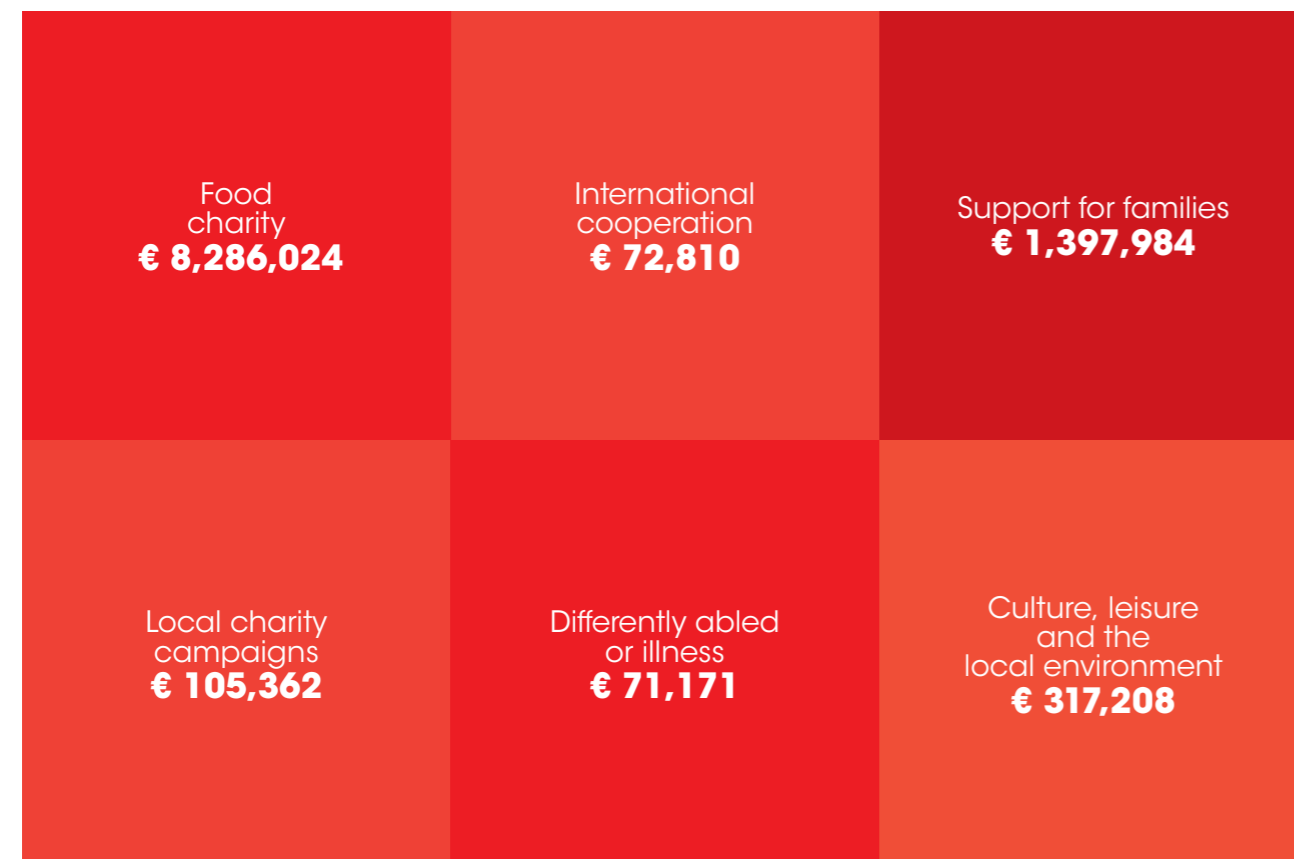 Food
charity
€ 8,286,024
International
cooperation
€ 72,810
Support for families
€ 1,397,984
Local charity
campaigns
€ 105,362
Differently abled
or illness
€ 71,171
Culture, leisure
and the
local environment
€ 317,208